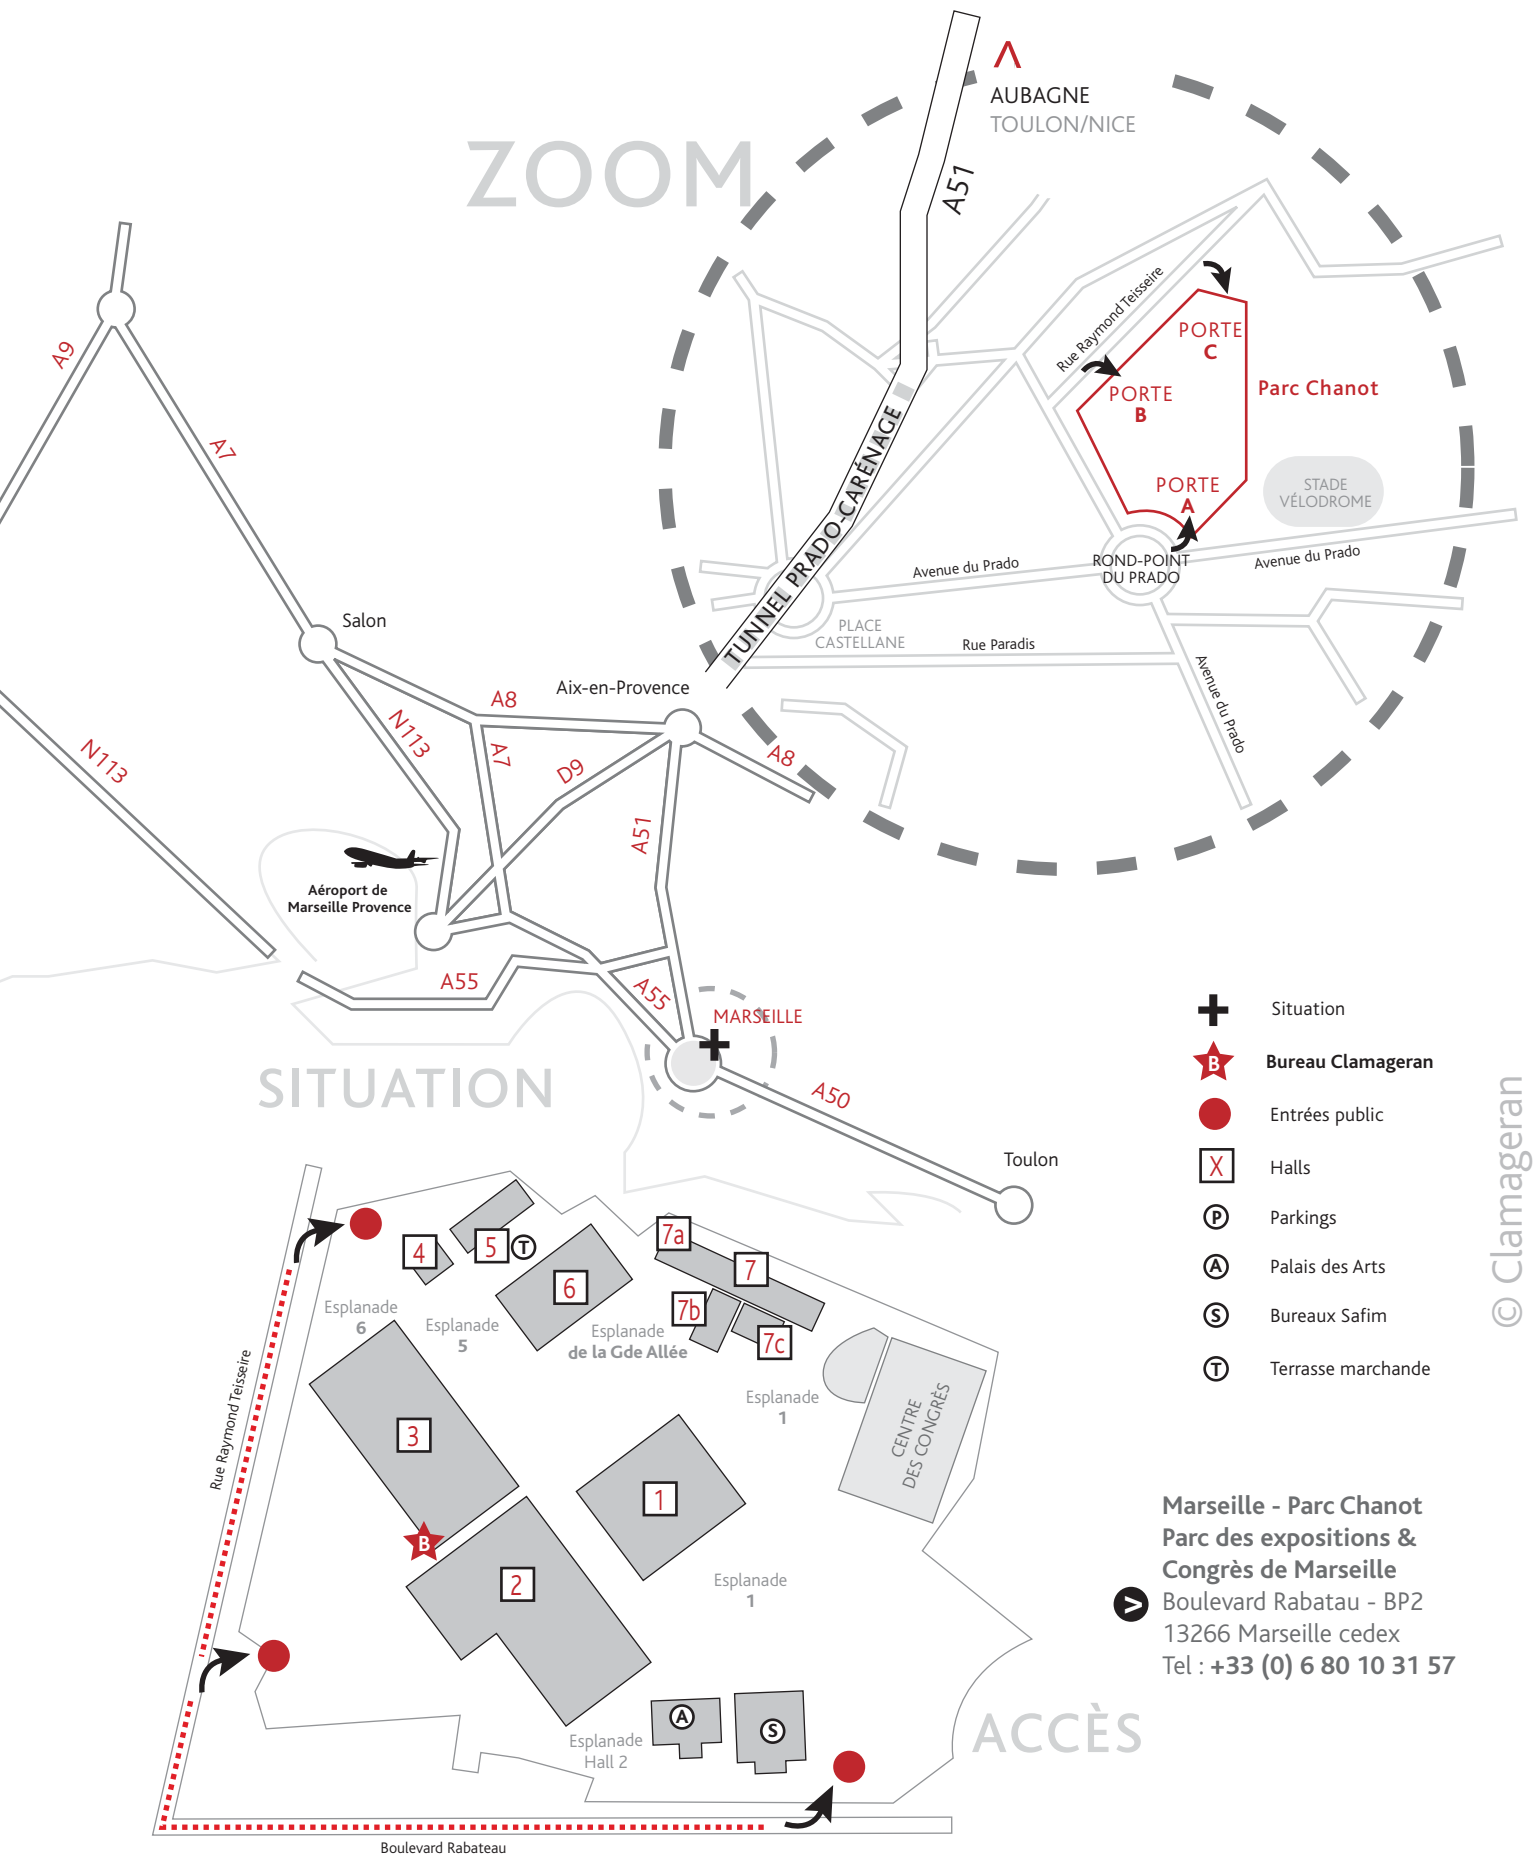 ZOOM
AUBAGNE
TOULON/NICE
A51
Rue Raymond Teisseire
PORTE
C
PORTE
B
Parc Chanot
PORTE
A
STADE
VÉLODROME
TUNNEL PRADO-CARÉNAGE
ROND-POINT
DU PRADO
Avenue du Prado
Avenue du Prado
PLACE
CASTELLANE
Rue Paradis
Avenue du Prado
A9
A7
Salon
Aix-en-Provence
A8
N113
A7
D9
A8
N113
A51
Aéroport de
Marseille Provence
A55
A55
MARSEILLE
SITUATION
A50
Toulon
Situation
B
Bureau Clamageran
Entrées public
X
Halls
P
Parkings
A
Palais des Arts
S
Bureaux Safim
T
Terrasse marchande
© Clamageran
4
5
T
6
7a
7
7b
7c
Esplanade
6
Esplanade
5
Esplanade
de la Gde Allée
Esplanade
1
CENTRE
DES CONGRÈS
Rue Raymond Teisseire
3
1
B
2
Esplanade
1
Esplanade
Hall 2
A
S
Boulevard Rabateau
ACCÈS
Marseille - Parc Chanot
Parc des expositions &
Congrès de Marseille
Boulevard Rabatau - BP2
13266 Marseille cedex
Tel : +33 (0) 6 80 10 31 57